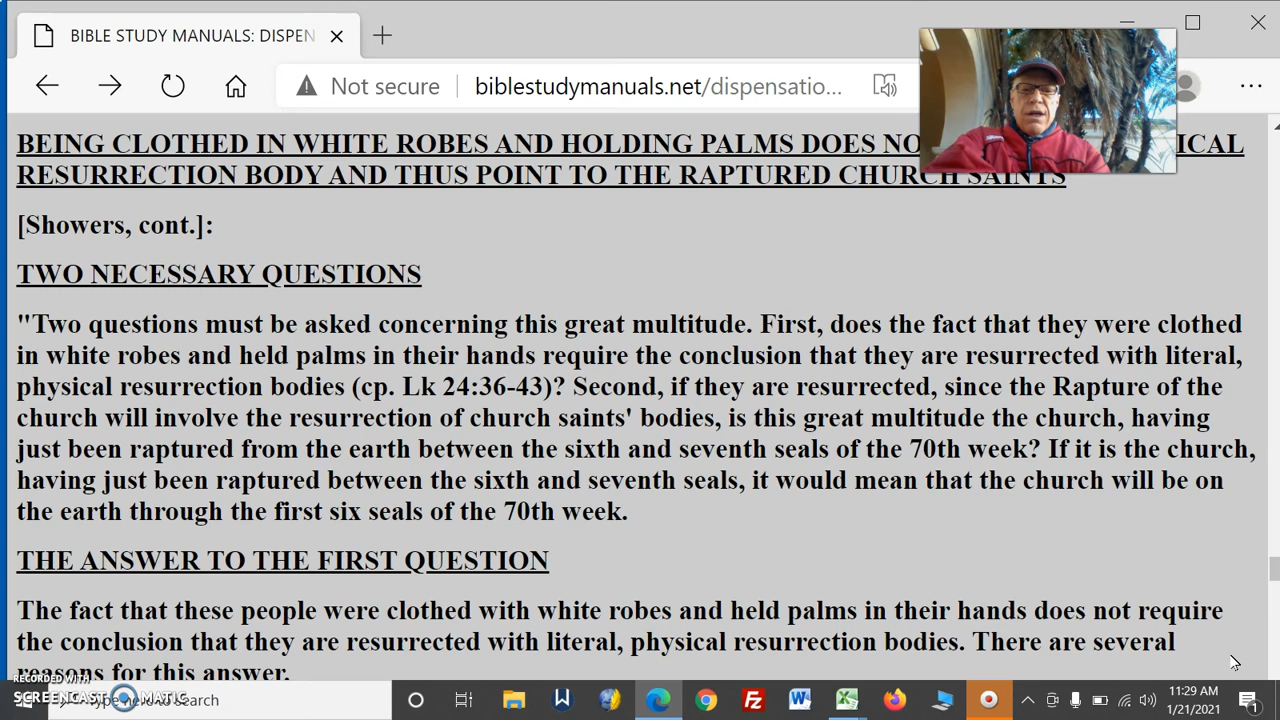 BIBLE STUDY MANUALS: DISPEN
Not secure
biblestudymanuals.net/dispensatio...
BEING CLOTHED IN WHITE ROBES AND HOLDING PALMS DOES NO ICAL
RESURRECTION BODY AND THUS POINT TO THE RAPTURED CHURCH SAINTS
[Showers, cont.]:
TWO NECESSARY QUESTIONS
"Two questions must be asked concerning this great multitude. First, does the fact that they were clothed
in white robes and held palms in their hands require the conclusion that they are resurrected with literal,
physical resurrection bodies (cp. Lk 24:36-43)? Second, if they are resurrected, since the Rapture of the
church will involve the resurrection of church saints' bodies, is this great multitude the church, having
just been raptured from the earth between the sixth and seventh seals of the 70th week? If it is the church,
having just been raptured between the sixth and seventh seals, it would mean that the church will be on
the earth through the first six seals of the 70th week.
THE ANSWER TO THE FIRST QUESTION
The fact that these people were clothed with white robes and held palms in their hands does not require
the conclusion that they are resurrected with literal, physical resurrection bodies. There are several
reasons for this answer.
RECORDED WITH
SCREENCAST MATIC
Type here to search
11:29 AM
1/21/2021